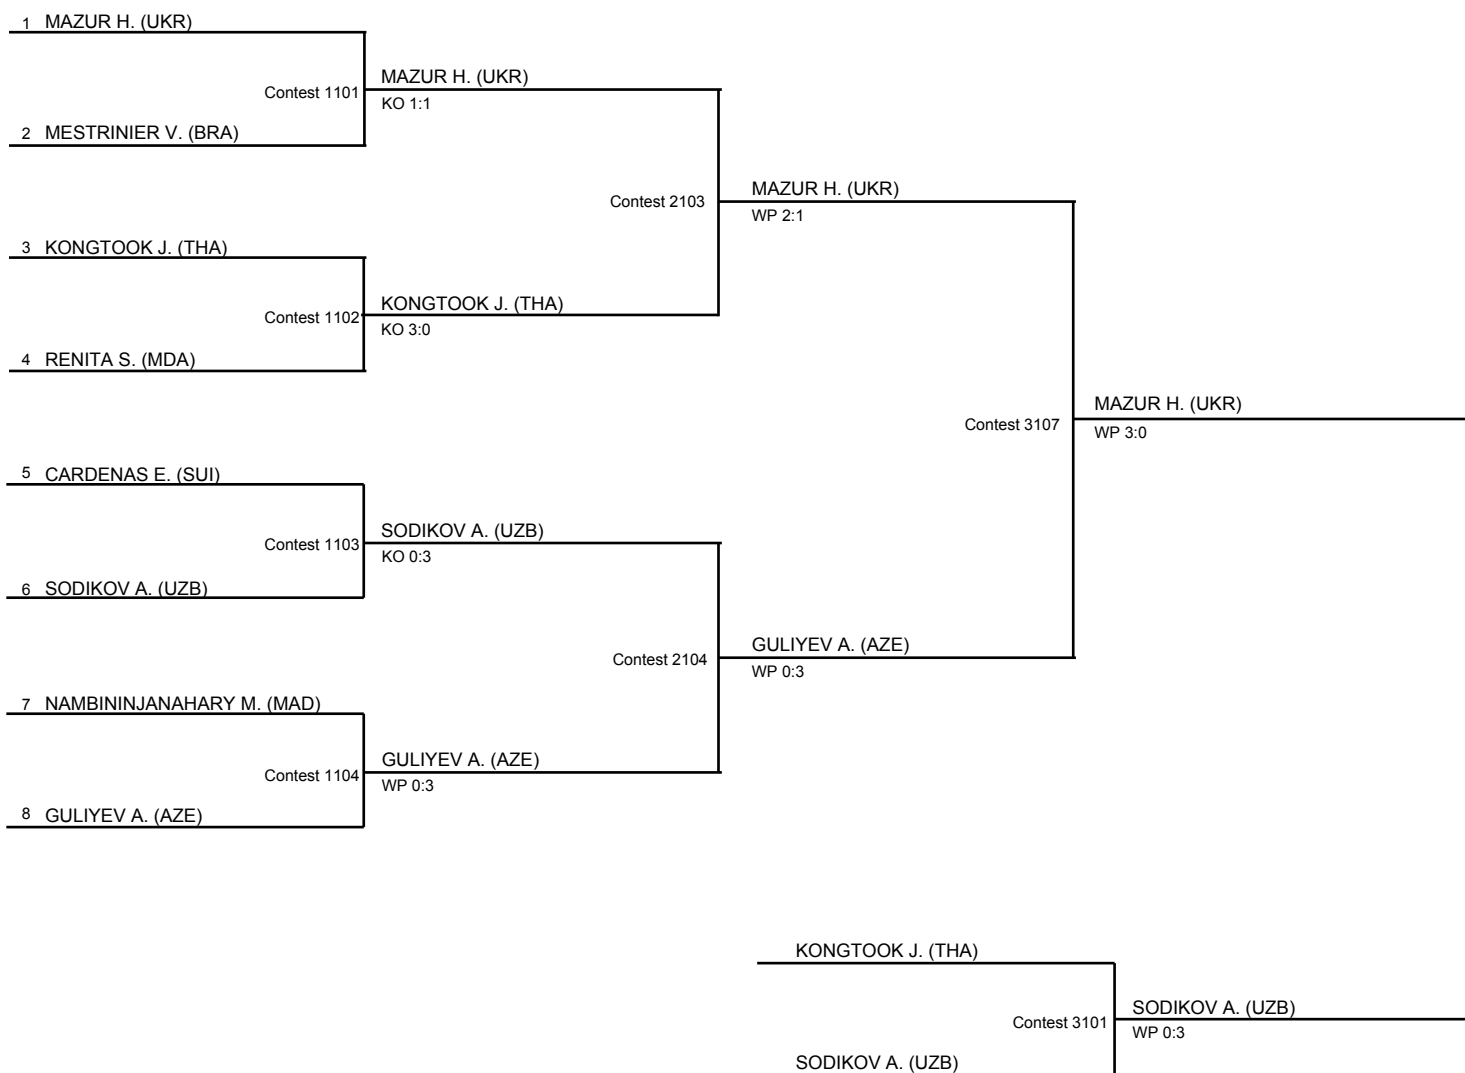 1 MAZUR H. (UKR)
Contest 1101
MAZUR H. (UKR)
KO 1:1
2 MESTRINIER V. (BRA)
Contest 2103
MAZUR H. (UKR)
WP 2:1
3 KONGTOOK J. (THA)
Contest 1102
KONGTOOK J. (THA)
KO 3:0
4 RENITA S. (MDA)
Contest 3107
MAZUR H. (UKR)
WP 3:0
5 CARDENAS E. (SUI)
Contest 1103
SODIKOV A. (UZB)
KO 0:3
6 SODIKOV A. (UZB)
Contest 2104
GULIYEV A. (AZE)
WP 0:3
7 NAMBININJANAHARY M. (MAD)
Contest 1104
GULIYEV A. (AZE)
WP 0:3
8 GULIYEV A. (AZE)
KONGTOOK J. (THA)
Contest 3101
SODIKOV A. (UZB)
WP 0:3
SODIKOV A. (UZB)